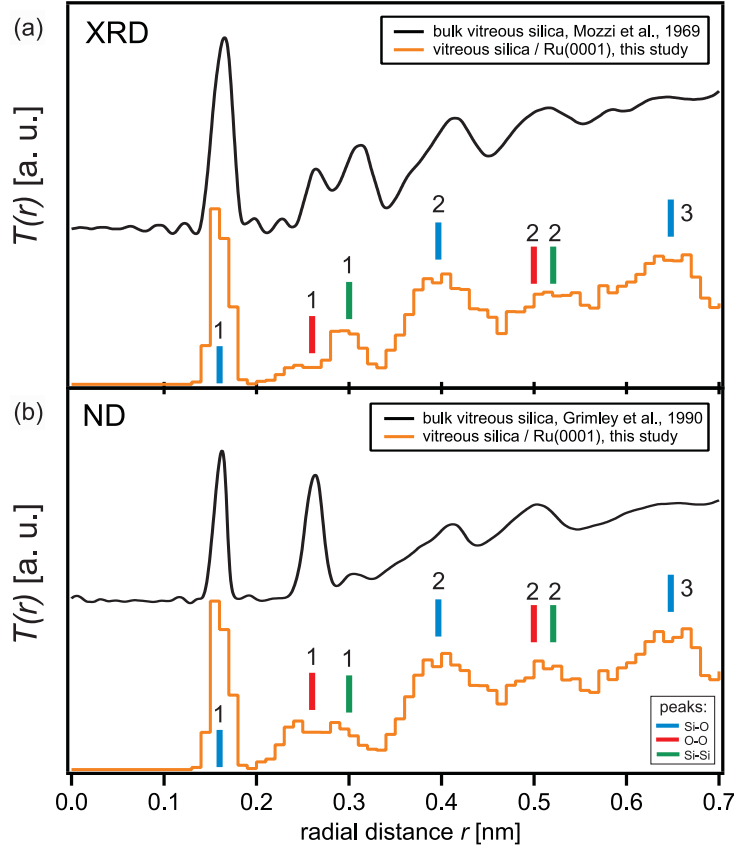 (a)
XRD
bulk vitreous silica, Mozzi et al., 1969
vitreous silica / Ru(0001), this study
T(r) [a. u.]
1
1
1
2
2 2
3
(b)
ND
bulk vitreous silica, Grimley et al., 1990
vitreous silica / Ru(0001), this study
T(r) [a. u.]
1
1
1
2
2 2
3
peaks:
Si-O
O-O
Si-Si
0.0 0.1 0.2 0.3 0.4 0.5 0.6 0.7
radial distance r [nm]